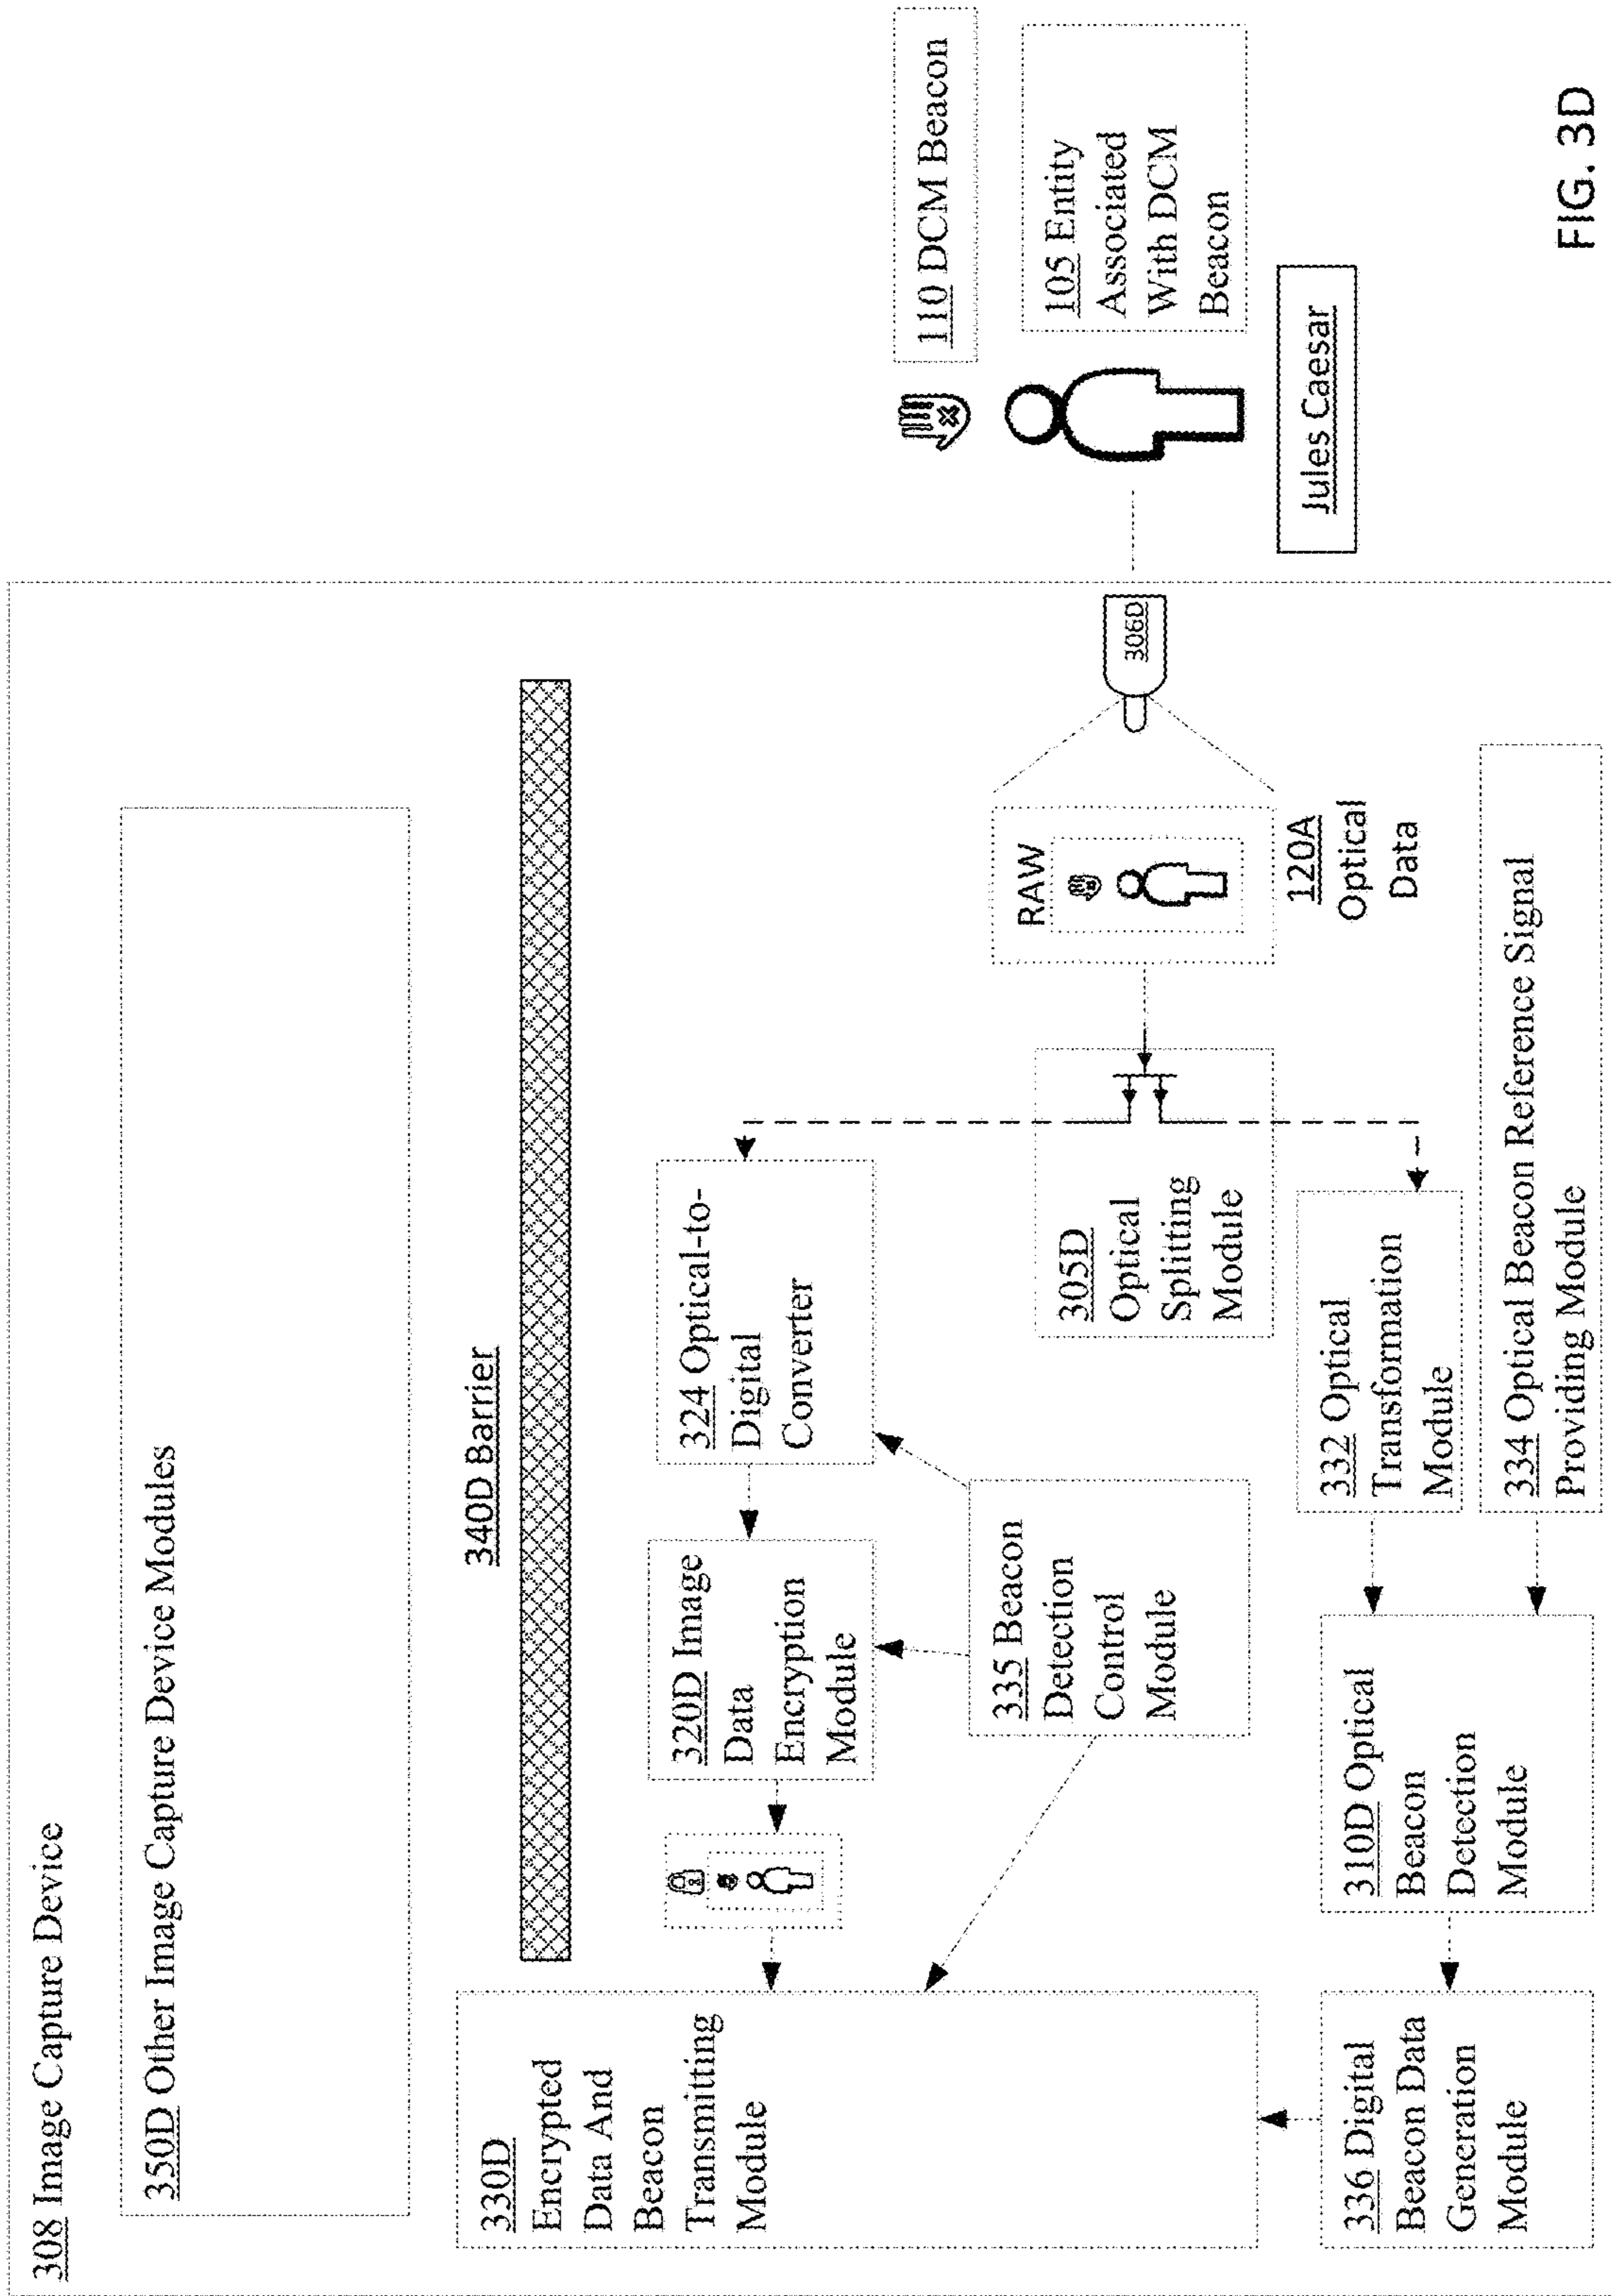 308 Image Capture Device
350D Other Image Capture Device Modules
340D Barrier
330D
Encrypted
Data And
Beacon
Transmitting
Module
320D Image
Data
Encryption
Module
324 Optical-to-
Digital
Converter
335 Beacon
Detection
Control
Module
305D
Optical
Splitting
Module
RAW
120A
Optical
Data
306D
110 DCM Beacon
105 Entity
Associated
With DCM
Beacon
Jules Caesar
336 Digital
Beacon Data
Generation
Module
310D Optical
Beacon
Detection
Module
332 Optical
Transformation
Module
334 Optical Beacon Reference Signal
Providing Module
FIG. 3D